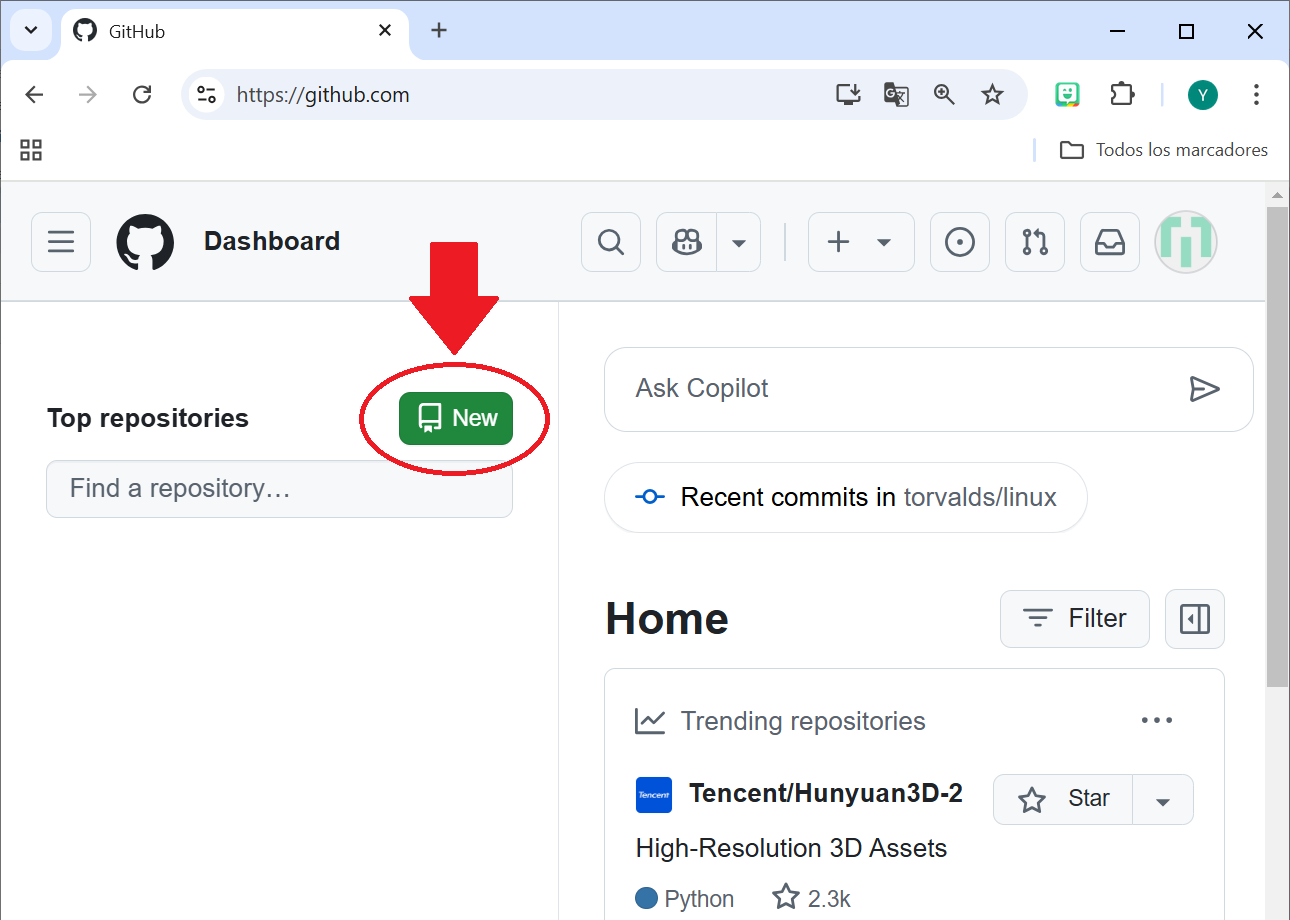 GitHub
https://github.com
Y
Todos los marcadores
Dashboard
Top repositories
New
Find a repository…
Ask Copilot
Recent commits in torvalds/linux
Home
Filter
Trending repositories
Tencent
Tencent/Hunyuan3D-2
Star
High-Resolution 3D Assets
Python 2.3k